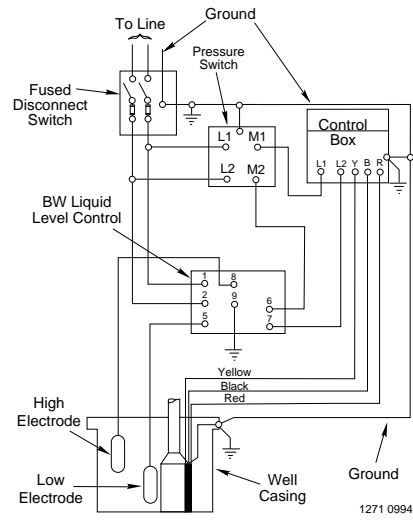 To Line
Ground
Pressure
Switch
Fused
Disconnect
Switch
L1 M1
L2 M2
Control
Box
L1 L2 Y B R
BW Liquid
Level Control
1 8
2 9 6
5 7
Yellow
Black
Red
High
Electrode
Low
Electrode
Well
Casing
Ground
1271 0994